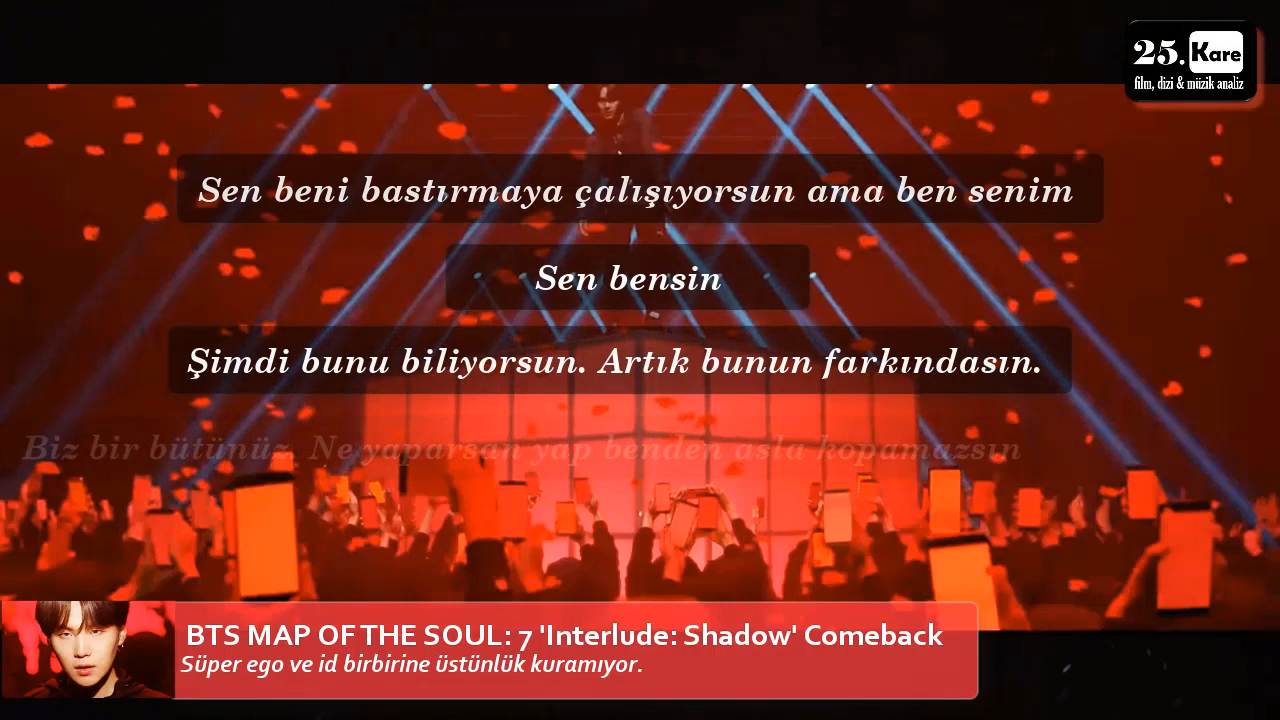 25. Kare
film, dizi & müzik analiz
Sen beni bastırmaya çalışıyorsun ama ben senim
Sen bensin
Şimdi bunu biliyorsun. Artık bunun farkındasın.
Biz bir bütünüz. Ne yaparsan yap benden asla kopamazsın
BTS MAP OF THE SOUL: 7 'Interlude: Shadow' Comeback
Süper ego ve id birbirine üstünlük kuramıyor.